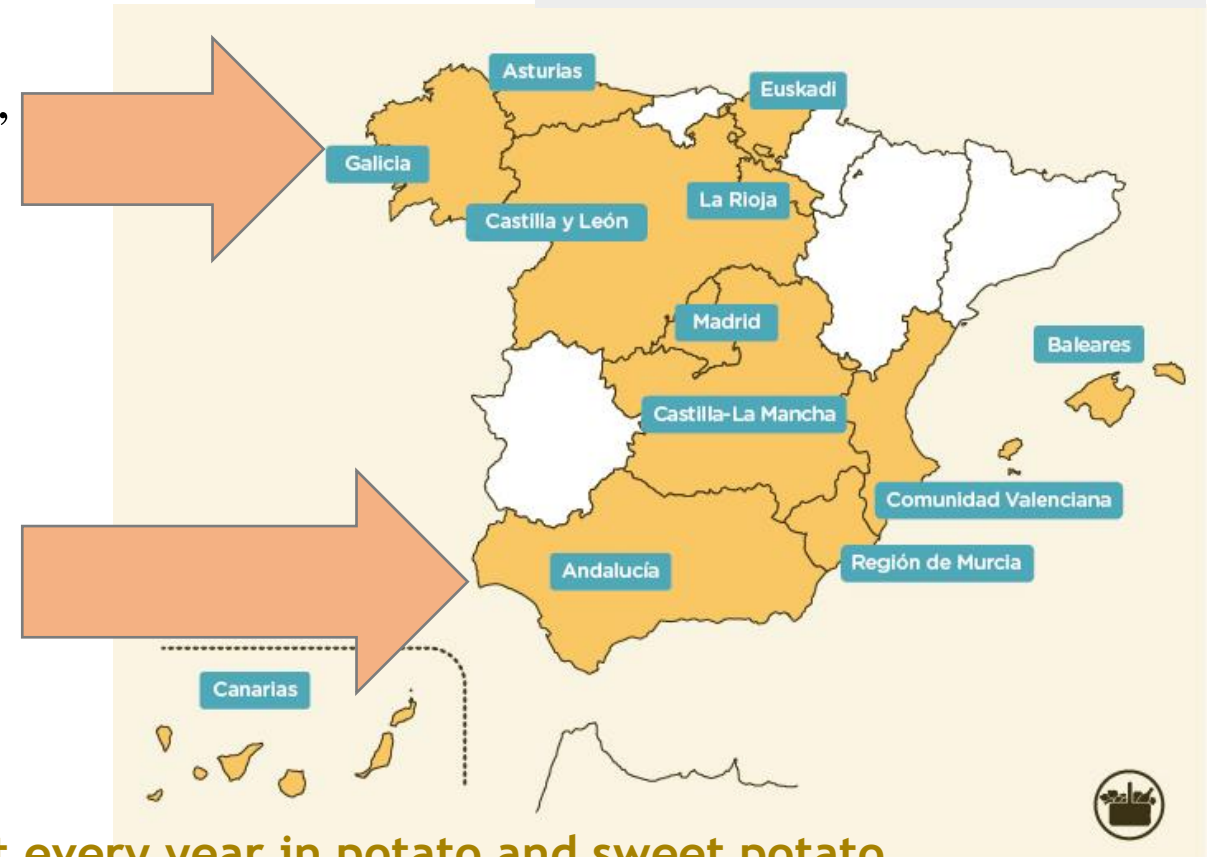 ,
Asturias
Euskadi
Galicia
La Rioja
Castilla y León
Madrid
Baleares
Castilla-La Mancha
Comunidad Valenciana
Región de Murcia
Andalucía
Canarias
every year in potato and sweet potato